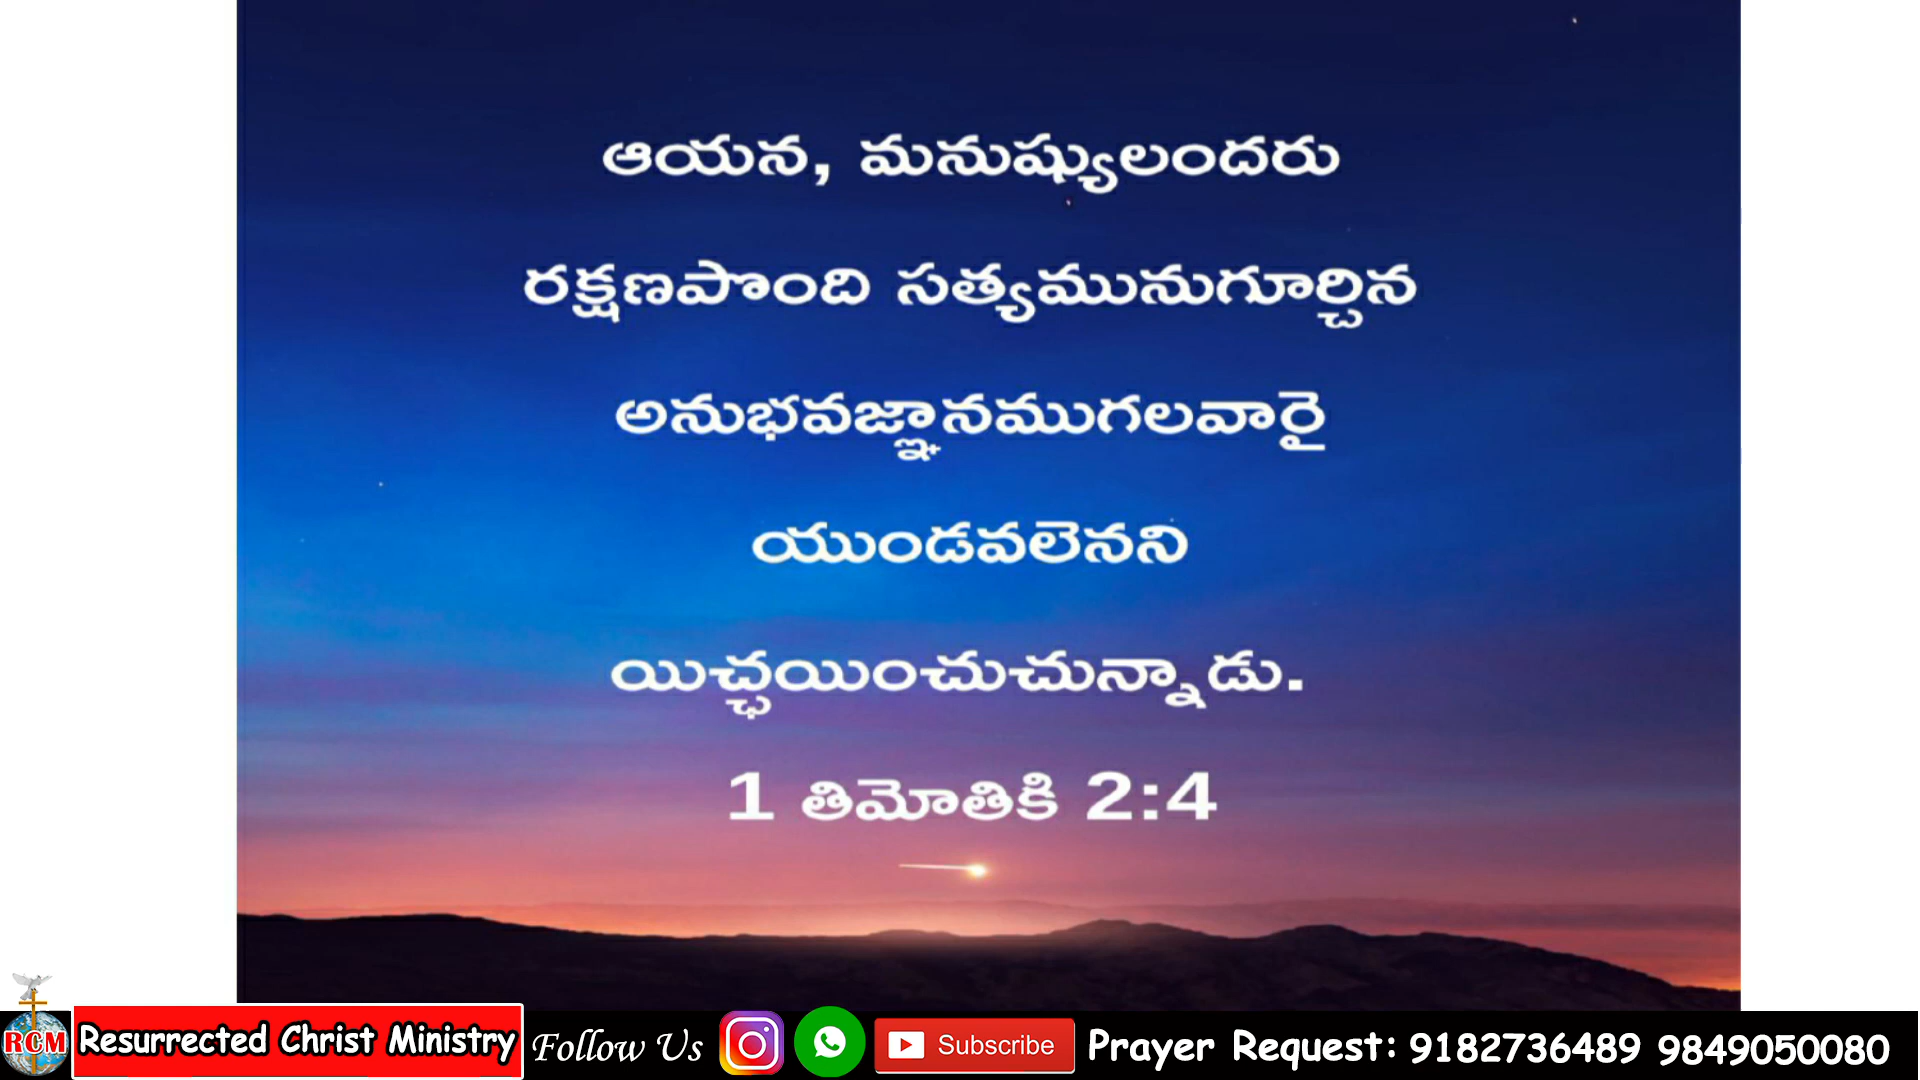 ఆయన, మనుష్యులందరు
రక్షణపొంది సత్యమునుగూర్చిన
అనుభవజ్ఞానముగలవారై
యుండవలెనని
యిచ్ఛయించుచున్నాడు.
1 తిమోతికి 2:4
RCM Resurrected Christ Ministry Follow Us Subscribe Prayer Request: 9182736489 9849050080